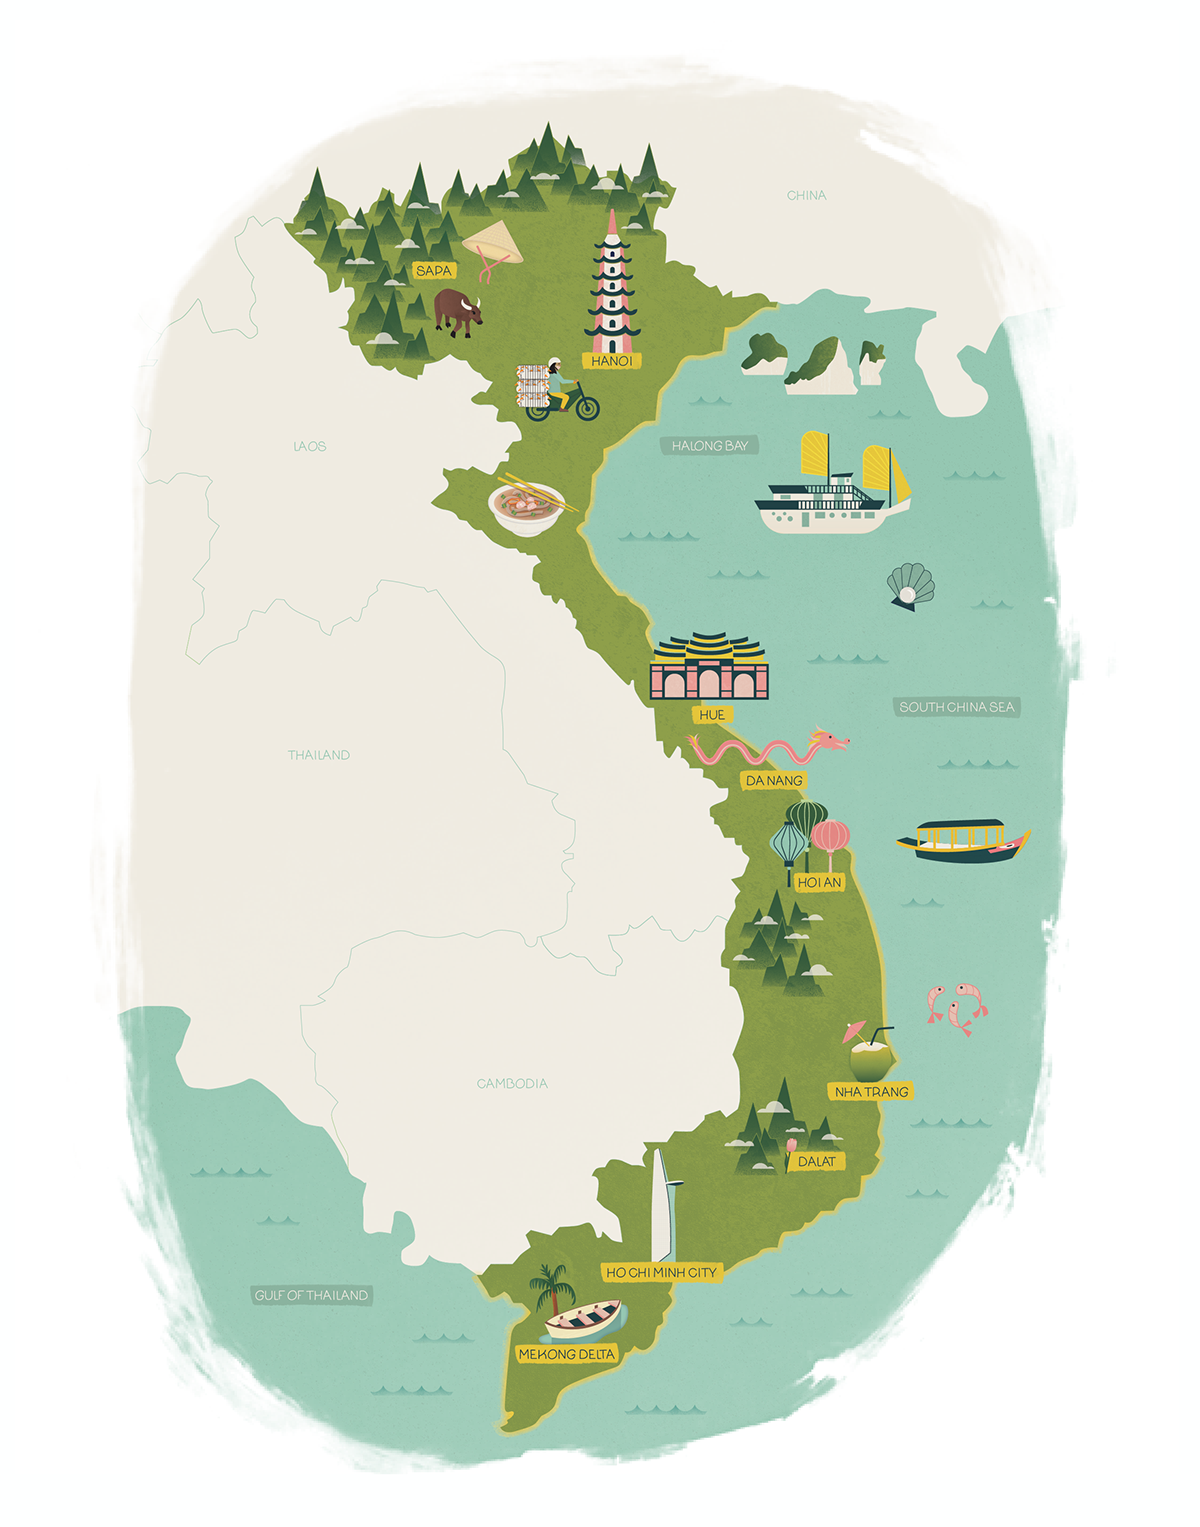 CHINA
SAPA
HANOI
LAOS
HALONG BAY
SOUTH CHINA SEA
HUE
THAILAND
DA NANG
HOI AN
CAMBODIA
NHA TRANG
DALAT
HO CHI MINH CITY
GULF OF THAILAND
MEKONG DELTA